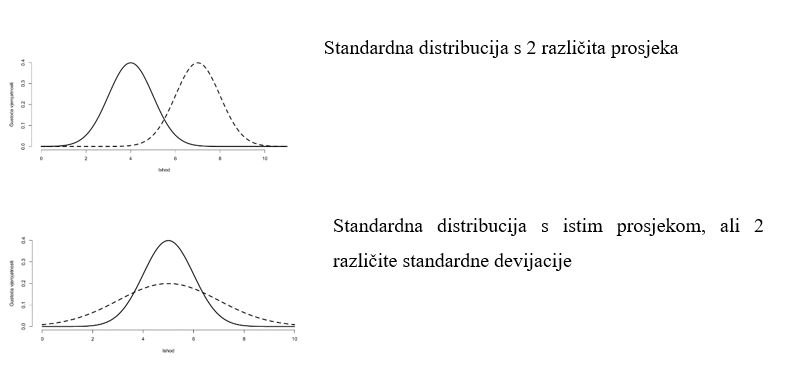 Standardna distribucija s 2 različita prosjeka
0.4
0.3
0.2
0.1
0.0
Gustoća vjerojatnosti
0 2 4 6 8 10
Ishod
Standardna distribucija s istim prosjekom, ali 2
različite standardne devijacije
0.4
0.3
0.2
0.1
0.0
Gustoća vjerojatnosti
0 2 4 6 8 10
Ishod